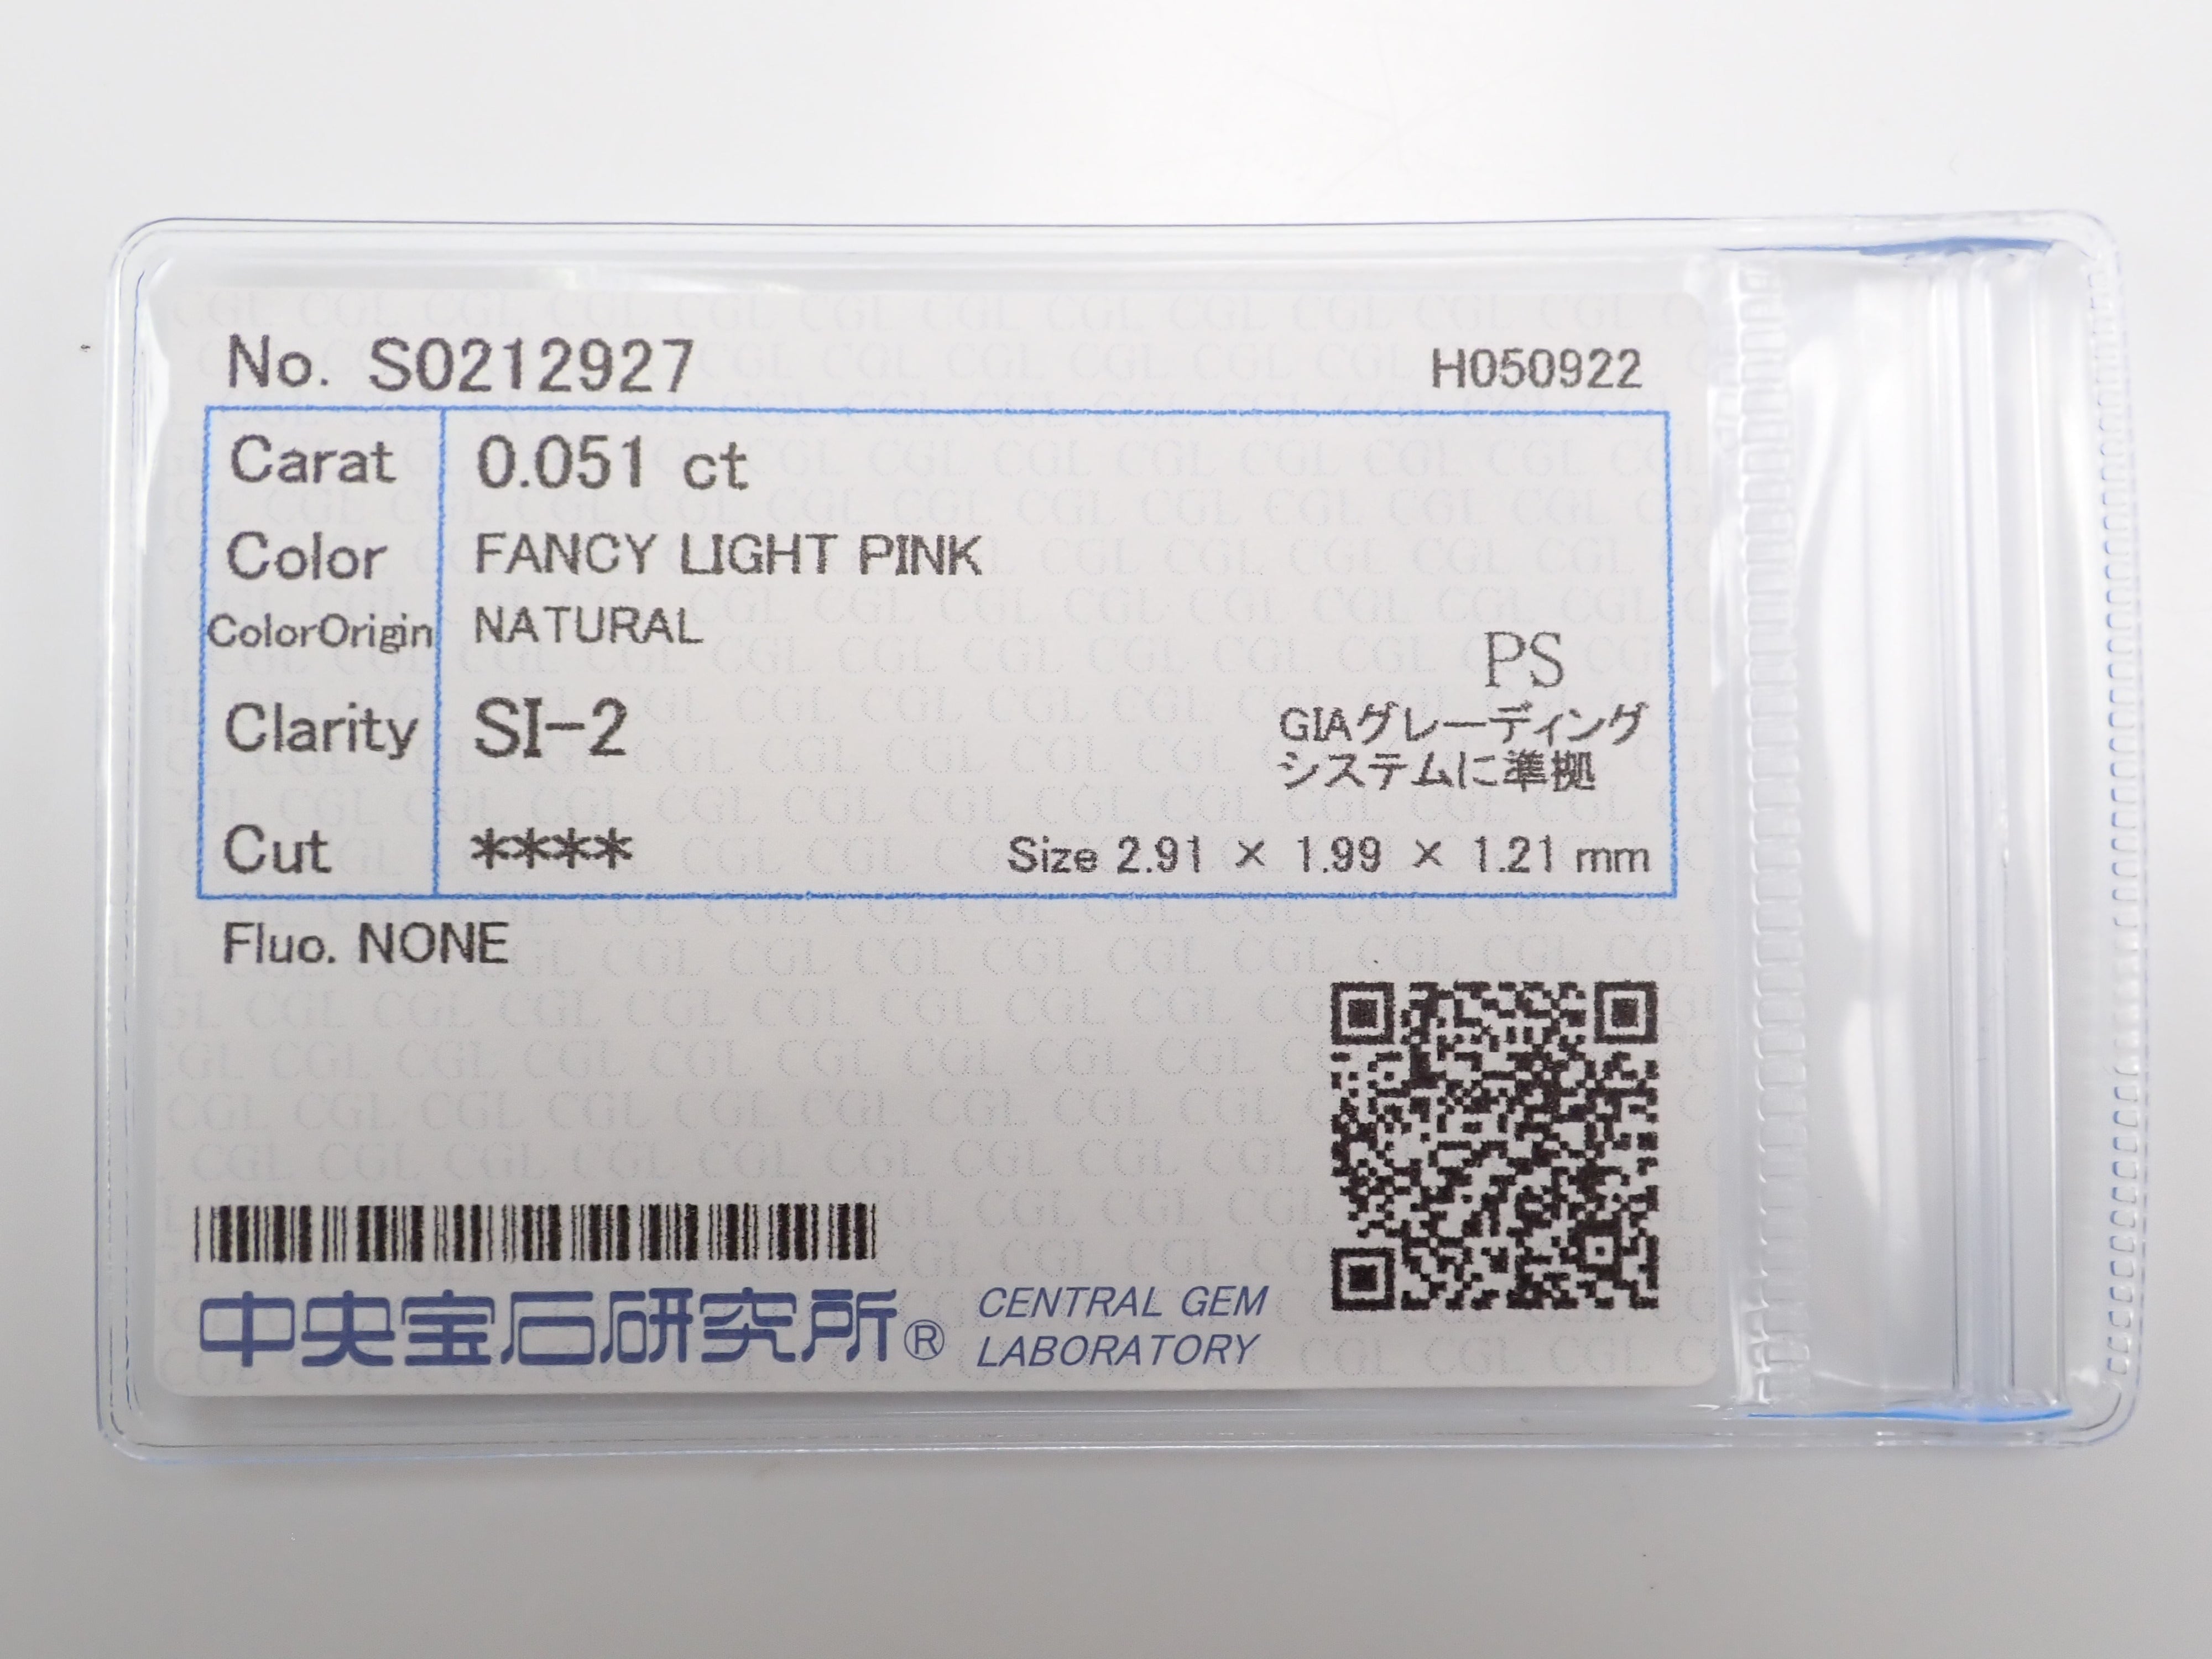 No. S0212927 H050922
Carat 0.051 ct
Color FANCY LIGHT PINK
ColorOrigin NATURAL
PS
Clarity SI-2
GIAグレーディング
システムに準拠
Cut **** Size 2.91 × 1.99 × 1.21 mm
Fluo. NONE
中央宝石研究所® CENTRAL GEM
LABORATORY